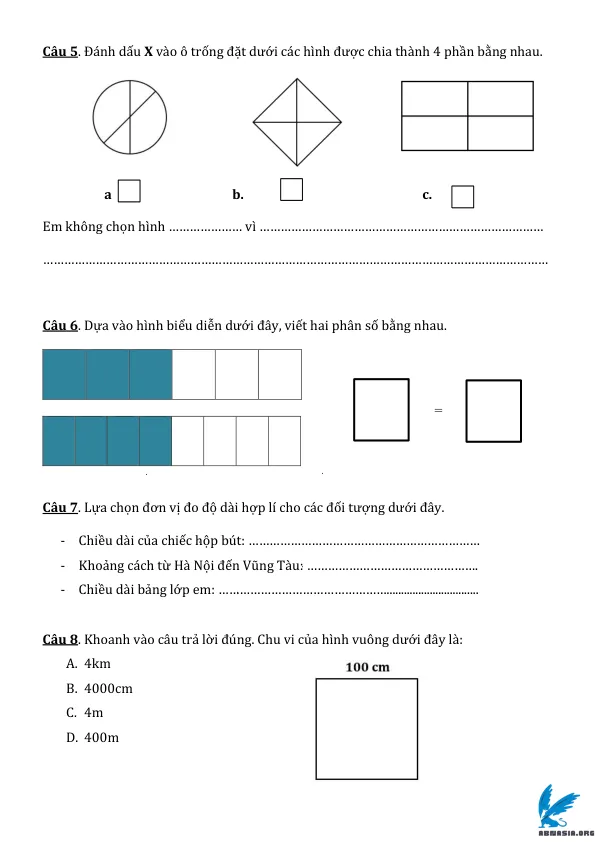 Câu 5. Đánh dấu X vào ô trống đặt dưới các hình được chia thành 4 phần bằng nhau.
a b. c.
Em không chọn hình ………………… vì ………………………………………………………………………
………………………………………………………………………………………………………………………………
Câu 6. Dựa vào hình biểu diễn dưới đây, viết hai phân số bằng nhau.
=
Câu 7. Lựa chọn đơn vị đo độ dài hợp lí cho các đối tượng dưới đây.
- Chiều dài của chiếc hộp bút: …………………………………………………………
- Khoảng cách từ Hà Nội đến Vũng Tàu: ………………………………………….
- Chiều dài bảng lớp em: ………………………………………................................
Câu 8. Khoanh vào câu trả lời đúng. Chu vi của hình vuông dưới đây là:
100 cm
A. 4km
B. 4000cm
C. 4m
D. 400m
ABNASIA.ORG